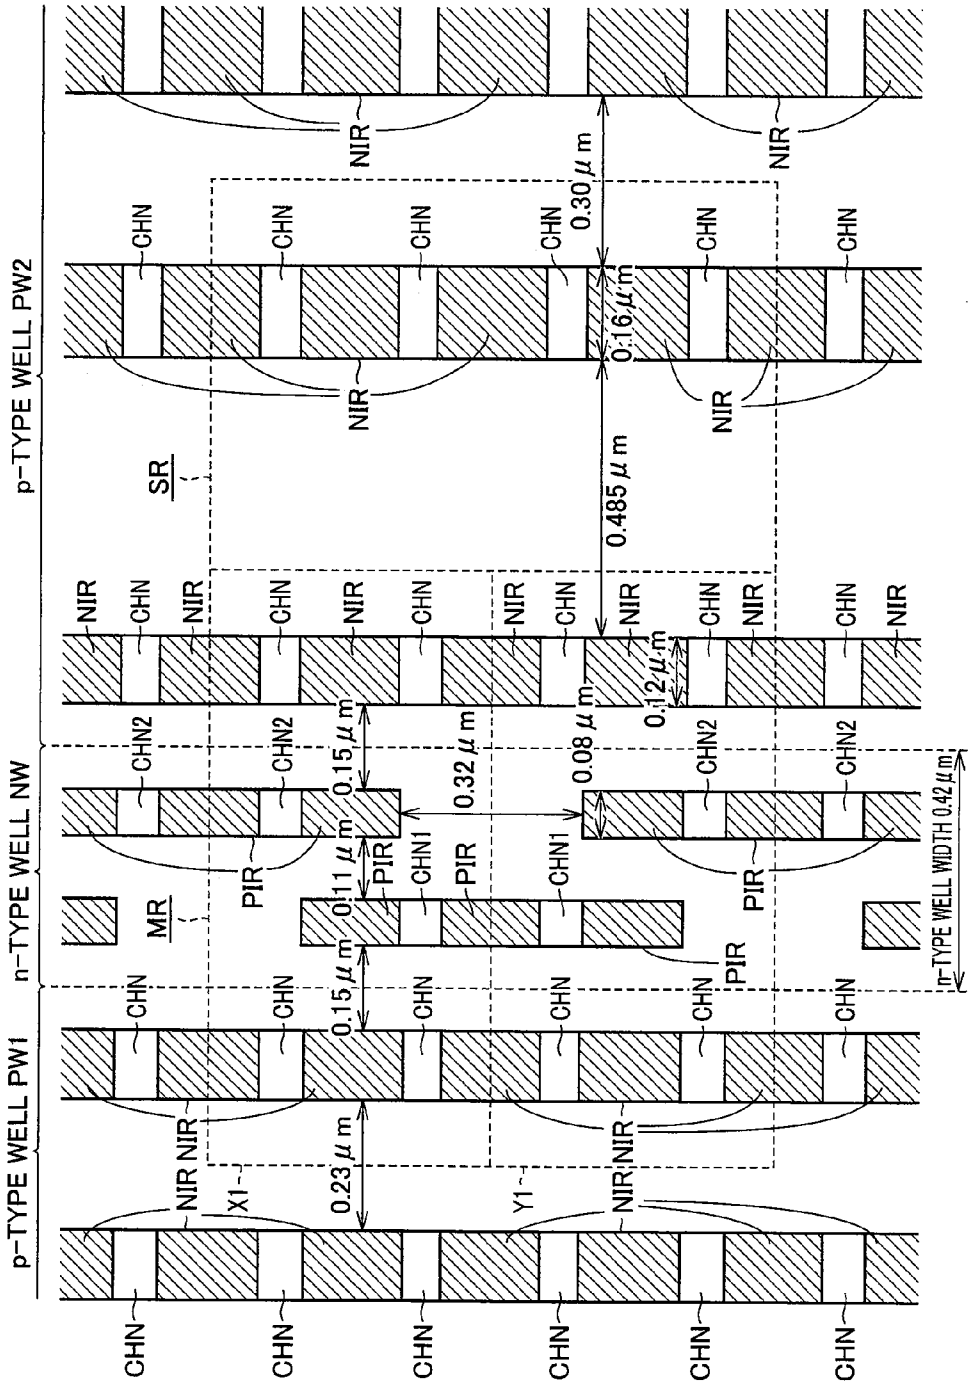 p-TYPE WELL PW1
n-TYPE WELL NW
p-TYPE WELL PW2
CHN
CHN
CHN2
CHN
CHN
NIR
MR
SR
NIR NIR
NIR
X1
PIR
CHN
CHN
CHN2
CHN
CHN
0.23 μm
0.15 μm
0.11 μm
0.15 μm
NIR
NIR
NIR
PIR
CHN
CHN
CHN1
CHN
CHN
PIR
0.32 μm
Y1
NIR
CHN
CHN
CHN1
CHN
CHN
0.08 μm
0.30 μm
NIR NIR
NIR
0.485 μm
0.16 μm
0.12 μm
CHN
CHN
CHN2
CHN
CHN
PIR
PIR
NIR
NIR
NIR
CHN
CHN
CHN2
CHN
CHN
NIR
n-TYPE WELL WIDTH 0.42μm